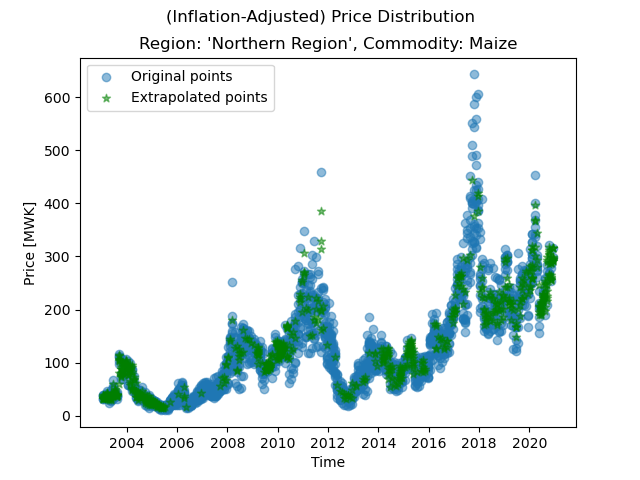 (Inflation-Adjusted) Price Distribution
Region: 'Northern Region', Commodity: Maize
Original points
Extrapolated points
600
500
400
300
200
100
0
Price [MWK]
2004 2006 2008 2010 2012 2014 2016 2018 2020
Time